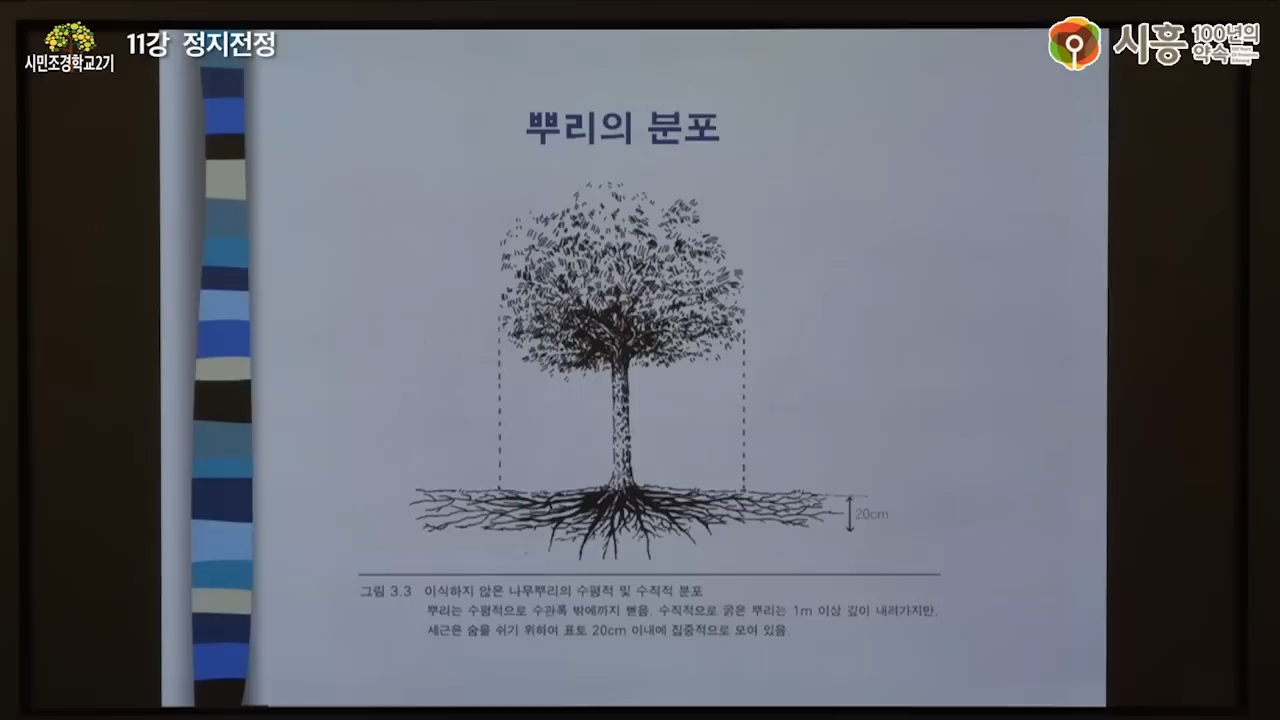 시민조경학교2기
11강 정지전정
시흥
100년의
약속
뿌리의 분포
20cm
그림 3.3 이식하지 않은 나무뿌리의 수평적 및 수직적 분포
뿌리는 수평적으로 수관폭 밖에까지 뻗음. 수직적으로 굵은 뿌리는 1m 이상 깊이 내려가지만,
세근은 숨을 쉬기 위하여 표토 20cm 이내에 집중적으로 모여 있음.